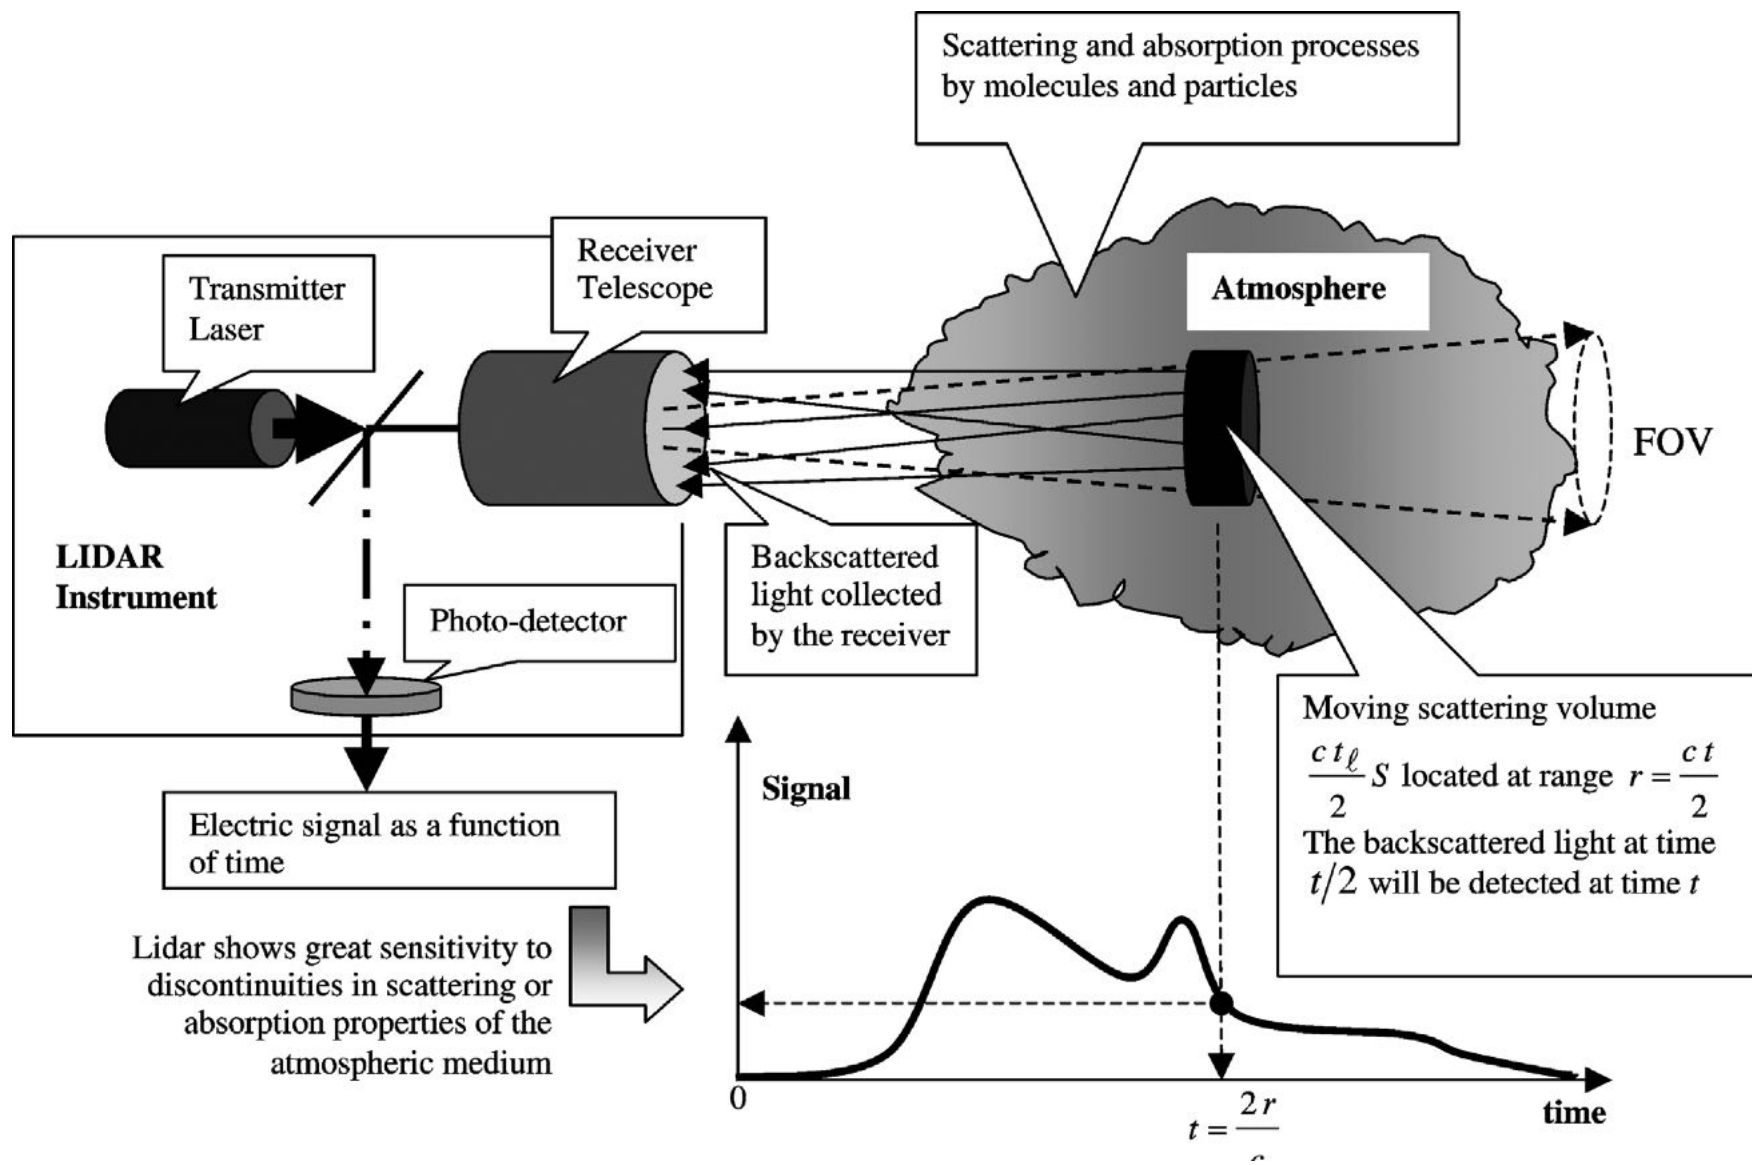 Scattering and absorption processes
by molecules and particles
Receiver
Telescope
Transmitter
Laser
Atmosphere
FOV
LIDAR
Instrument
Backscattered
light collected
by the receiver
Photo-detector
Moving scattering volume
c t_ℓ / 2 S located at range r = c t / 2
The backscattered light at time
t/2 will be detected at time t
Signal
Electric signal as a function
of time
Lidar shows great sensitivity to
discontinuities in scattering or
absorption properties of the
atmospheric medium
0
time
t = 2 r